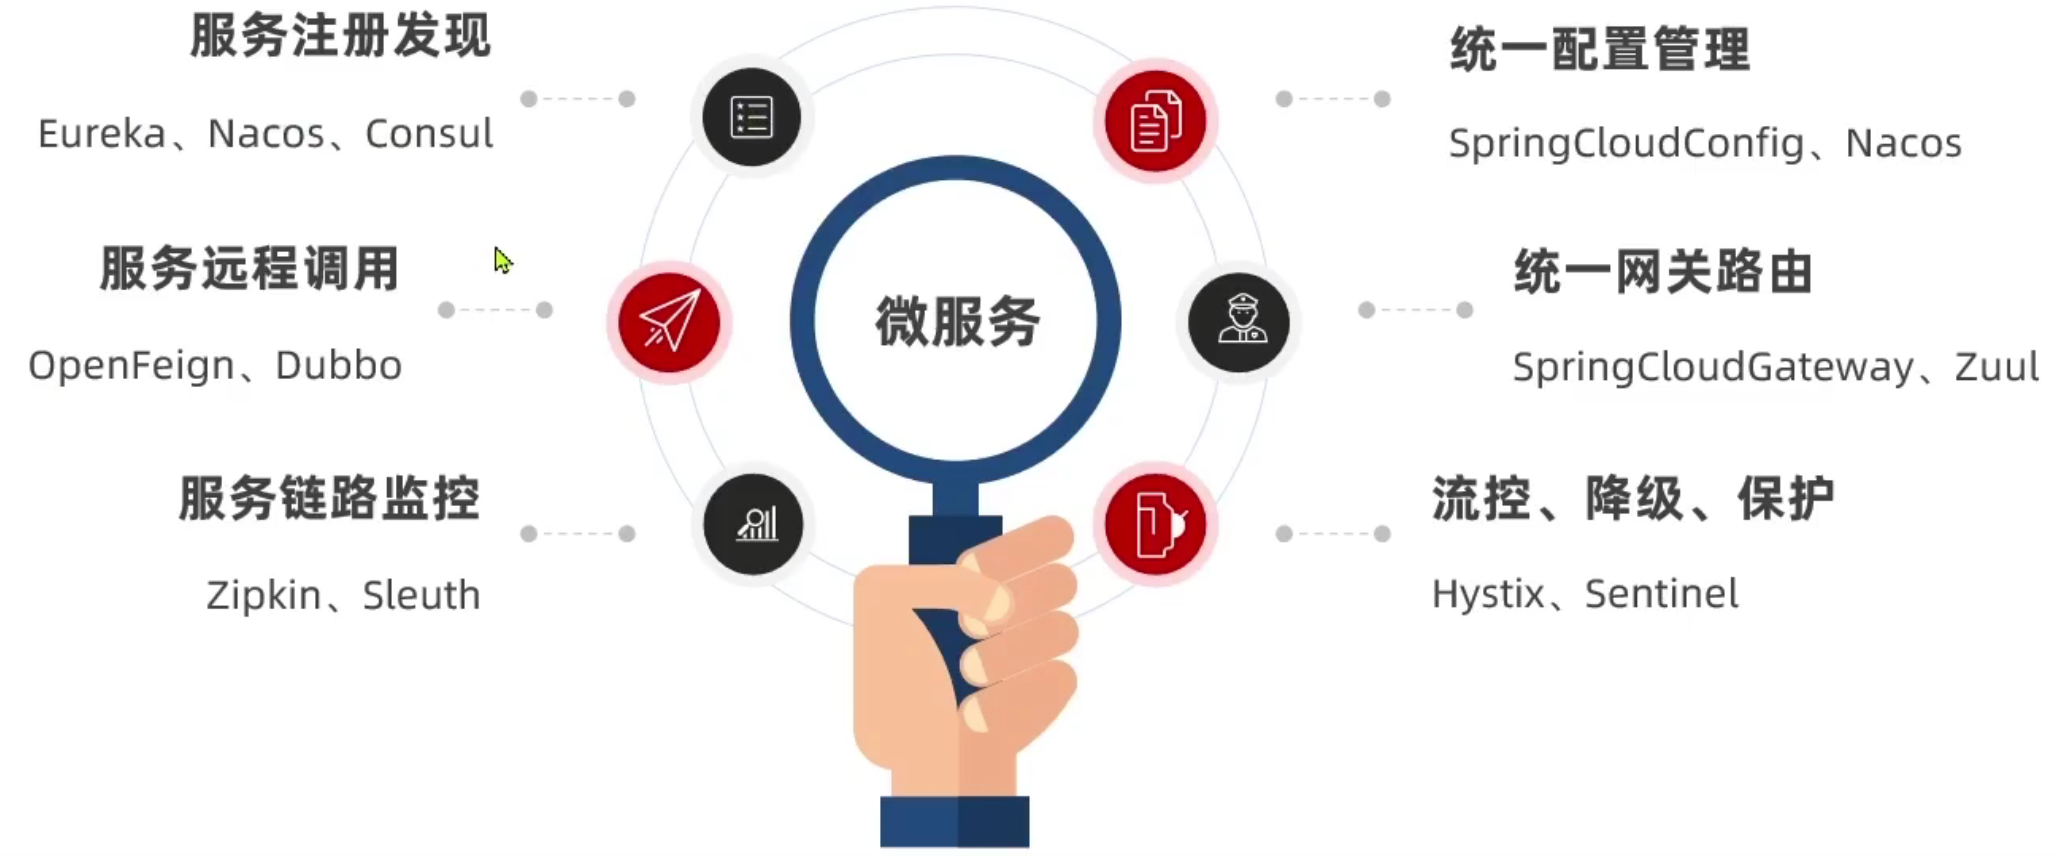 服务注册发现
Eureka、Nacos、Consul
服务远程调用
OpenFeign、Dubbo
服务链路监控
Zipkin、Sleuth
微服务
统一配置管理
SpringCloudConfig、Nacos
统一网关路由
SpringCloudGateway、Zuul
流控、降级、保护
Hystix、Sentinel